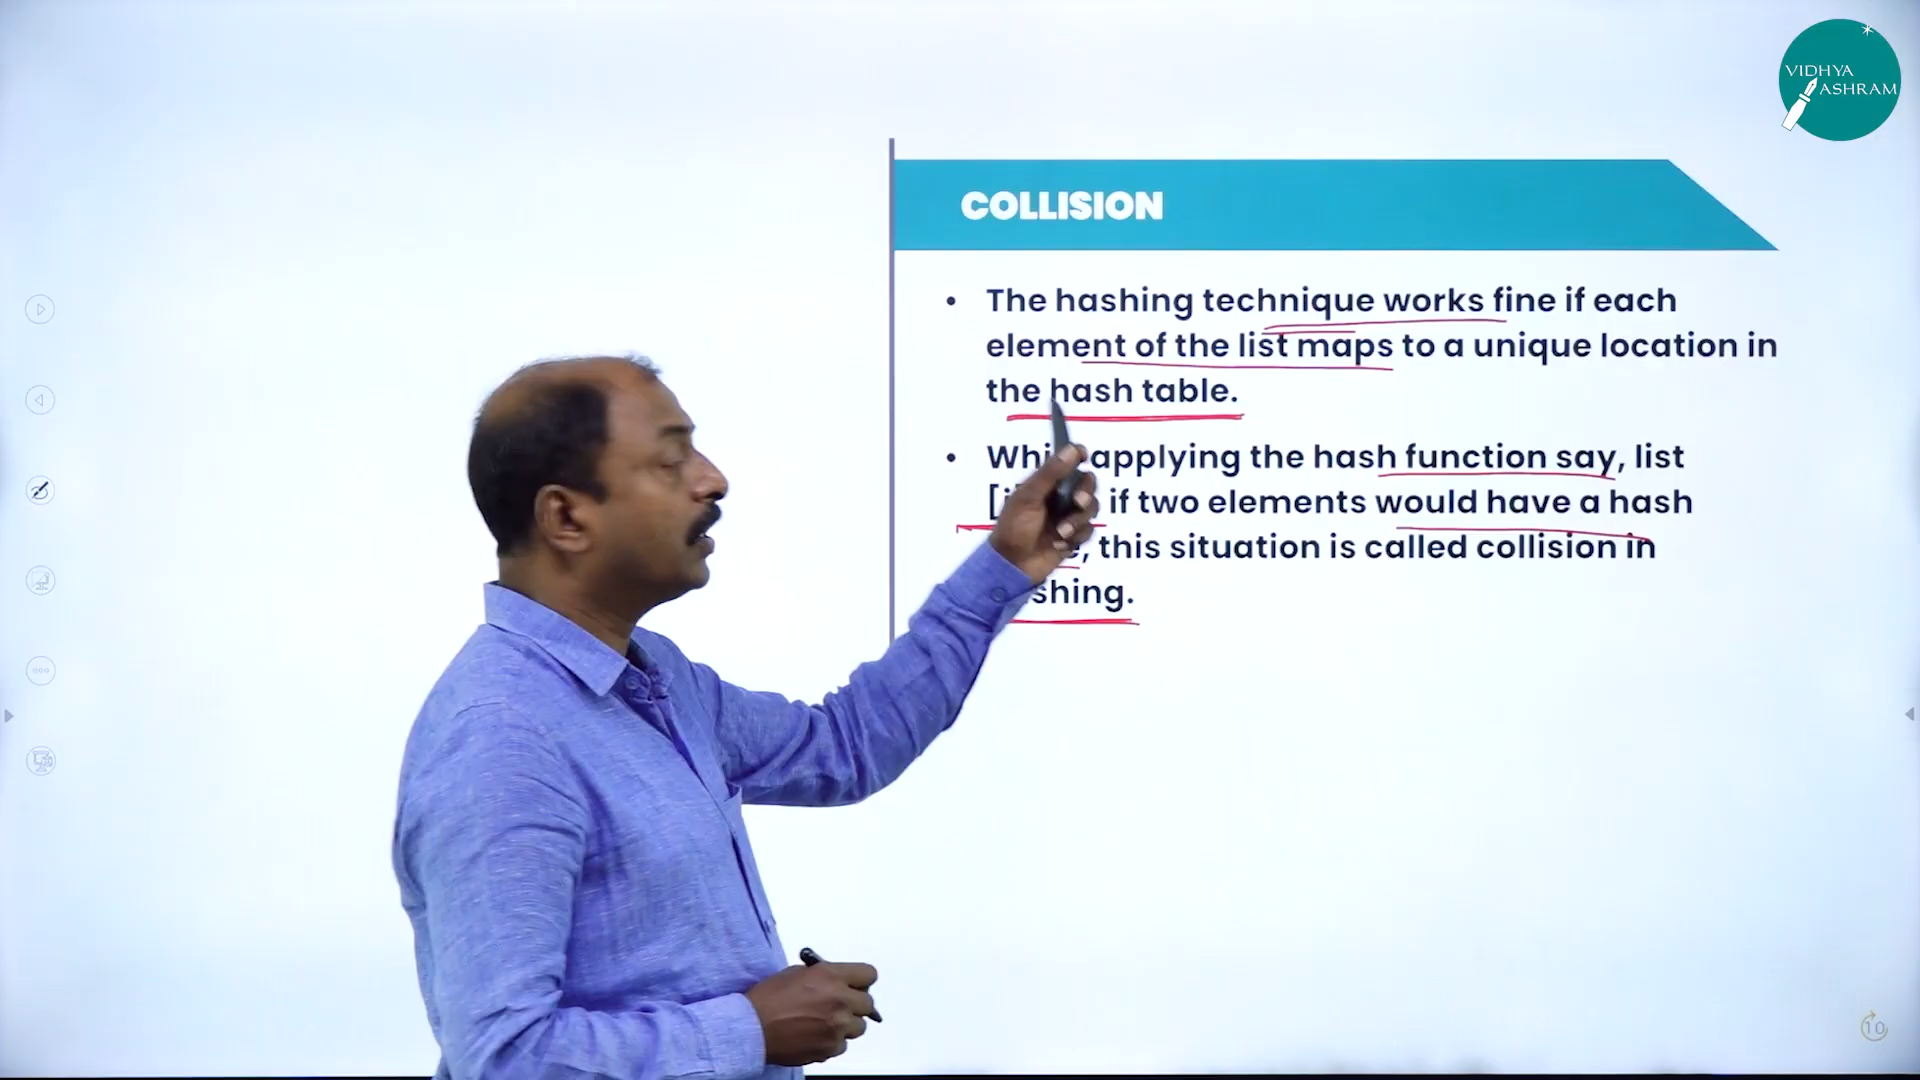 VIDHYA
ASHRAM
COLLISION
• The hashing technique works fine if each
element of the list maps to a unique location in
the hash table.
• applying the hash function say, list
if two elements would have a hash
this situation is called collision in
10